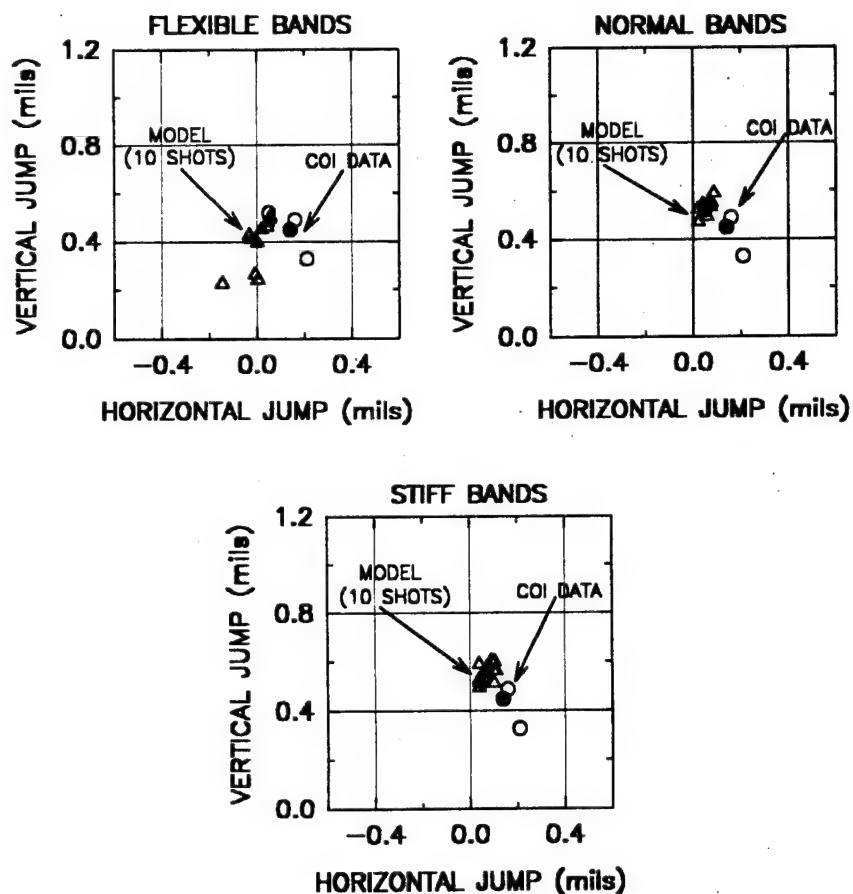 FLEXIBLE BANDS
1.2
0.8
0.4
0.0
VERTICAL JUMP (mils)
MODEL
(10 SHOTS)
COI DATA
−0.4 0.0 0.4
HORIZONTAL JUMP (mils)
NORMAL BANDS
1.2
0.8
0.4
0.0
VERTICAL JUMP (mils)
MODEL
(10 SHOTS)
COI DATA
−0.4 0.0 0.4
HORIZONTAL JUMP (mils)
STIFF BANDS
1.2
0.8
0.4
0.0
VERTICAL JUMP (mils)
MODEL
(10 SHOTS)
COI DATA
−0.4 0.0 0.4
HORIZONTAL JUMP (mils)